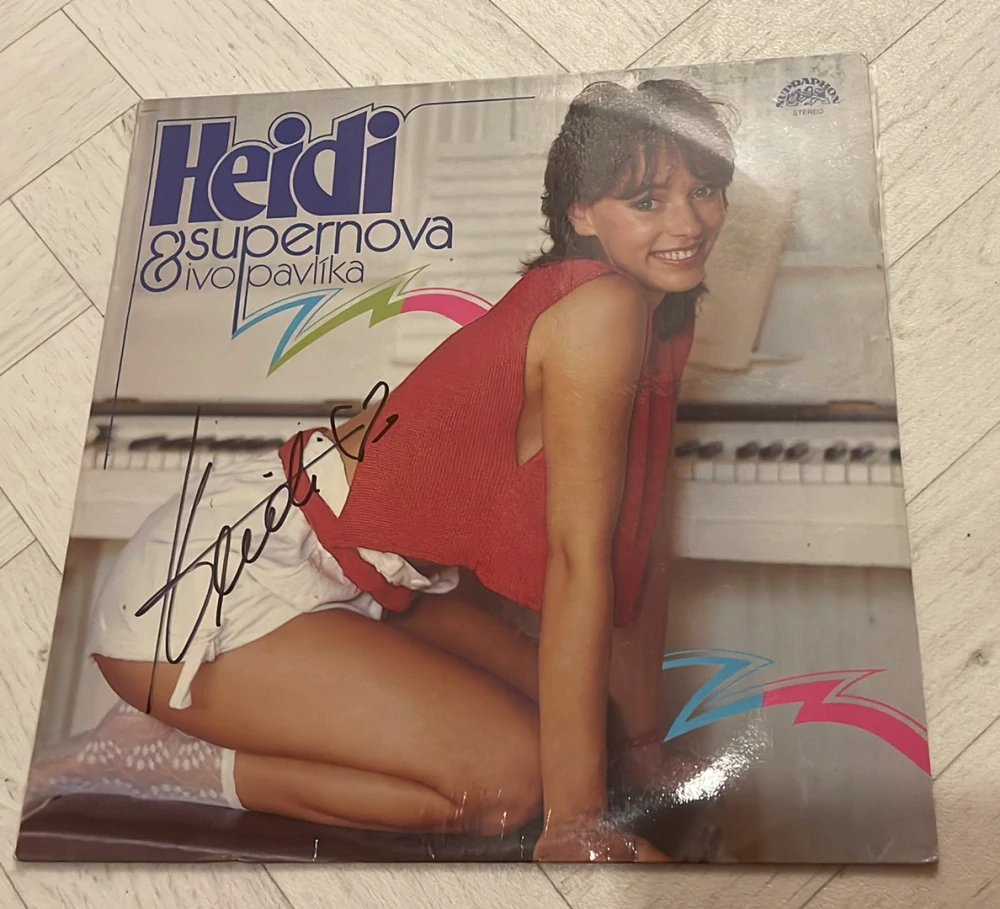 Heidi
& supernova
ivo pavlíka
SUPRAPHON
STEREO
Heidi